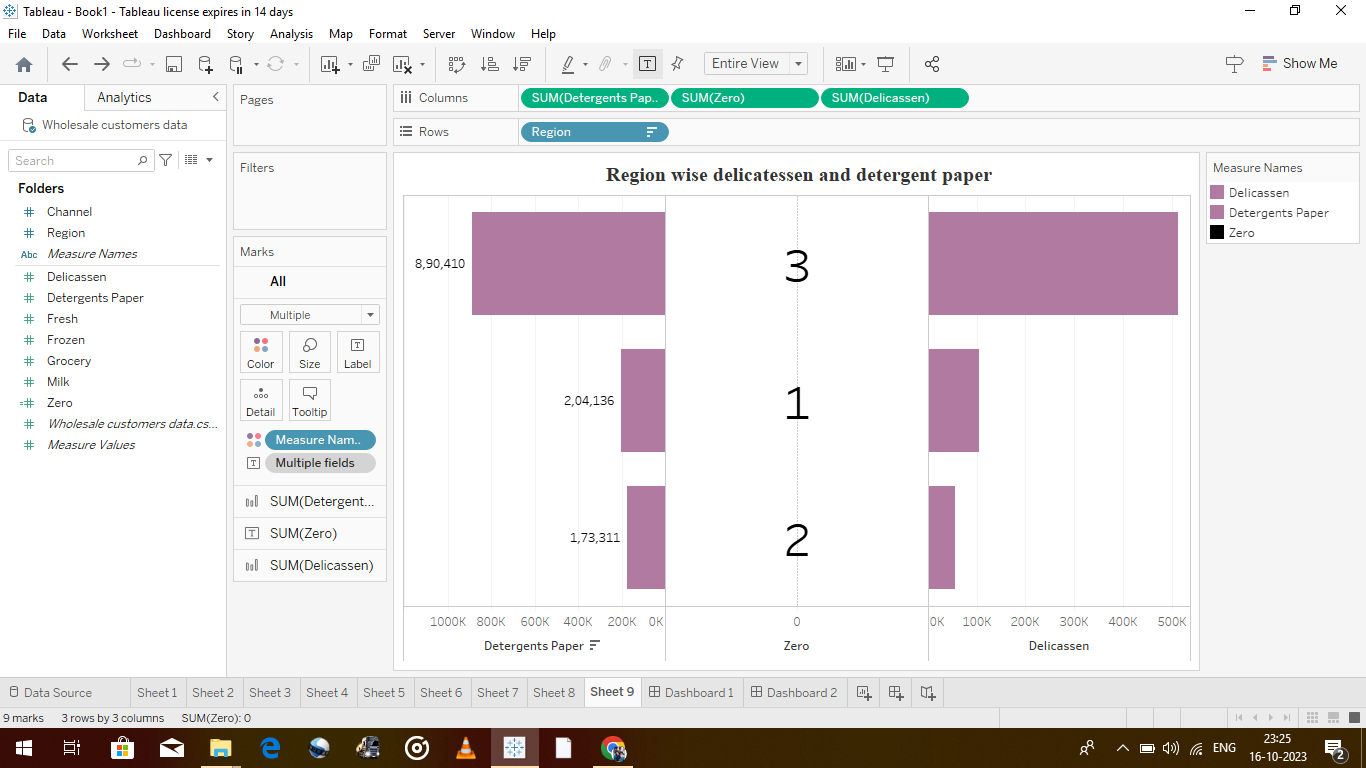 Tableau - Book1 - Tableau license expires in 14 days
File Data Worksheet Dashboard Story Analysis Map Format Server Window Help
Entire View
Show Me
Data Analytics
Wholesale customers data
Search
Folders
Channel
Region
Abc Measure Names
Delicassen
Detergents Paper
Fresh
Frozen
Grocery
Milk
Zero
Wholesale customers data.cs...
Measure Values
Pages
Filters
Marks
All
Multiple
Color Size Label
Detail Tooltip
Measure Nam..
Multiple fields
SUM(Detergent...
SUM(Zero)
SUM(Delicassen)
Columns SUM(Detergents Pap.. SUM(Zero) SUM(Delicassen)
Rows Region
Region wise delicatessen and detergent paper
8,90,410 3
2,04,136 1
1,73,311 2
1000K 800K 600K 400K 200K 0K 0 0K 100K 200K 300K 400K 500K
Detergents Paper Zero Delicassen
Measure Names
Delicassen
Detergents Paper
Zero
Data Source Sheet 1 Sheet 2 Sheet 3 Sheet 4 Sheet 5 Sheet 6 Sheet 7 Sheet 8 Sheet 9 Dashboard 1 Dashboard 2
9 marks 3 rows by 3 columns SUM(Zero): 0
ENG 23:25
16-10-2023 2